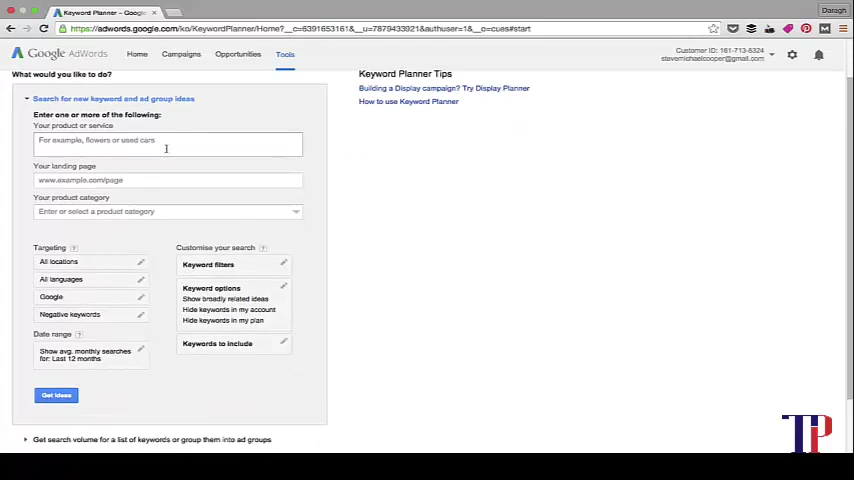 Keyword Planner – Goog
Daragh
https://adwords.google.com/ko/KeywordPlanner/Home?__c=6391653161&__u=7879433921&authuser=1&__o=cues#start
Google AdWords
Home
Campaigns
Opportunities
Tools
Customer ID: 161-713-5324
stevemichaelcooper@gmail.com
What would you like to do?
Keyword Planner Tips
Building a Display campaign? Try Display Planner
How to use Keyword Planner
Search for new keyword and ad group ideas
Enter one or more of the following:
Your product or service
For example, flowers or used cars
Your landing page
www.example.com/page
Your product category
Enter or select a product category
Targeting ?
All locations
All languages
Google
Negative keywords
Date range ?
Show avg. monthly searches
for: Last 12 months
Customise your search ?
Keyword filters
Keyword options
Show broadly related ideas
Hide keywords in my account
Hide keywords in my plan
Keywords to include
Get ideas
Get search volume for a list of keywords or group them into ad groups
TIP